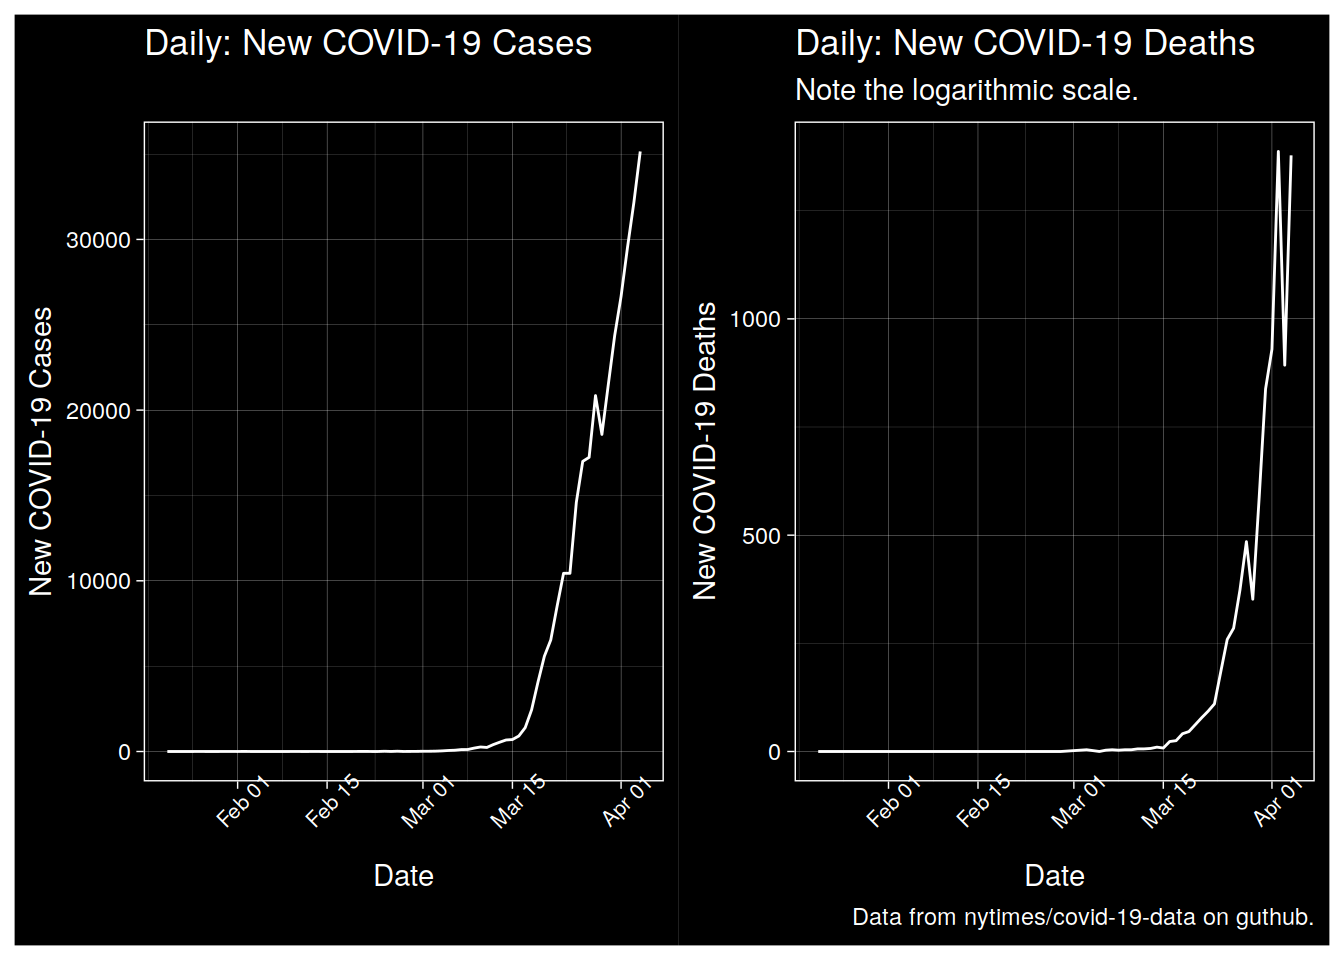 Daily: New COVID-19 Cases
New COVID-19 Cases
30000
20000
10000
0
Feb 01
Feb 15
Mar 01
Mar 15
Apr 01
Date
Daily: New COVID-19 Deaths
Note the logarithmic scale.
New COVID-19 Deaths
1000
500
0
Feb 01
Feb 15
Mar 01
Mar 15
Apr 01
Date
Data from nytimes/covid-19-data on guthub.